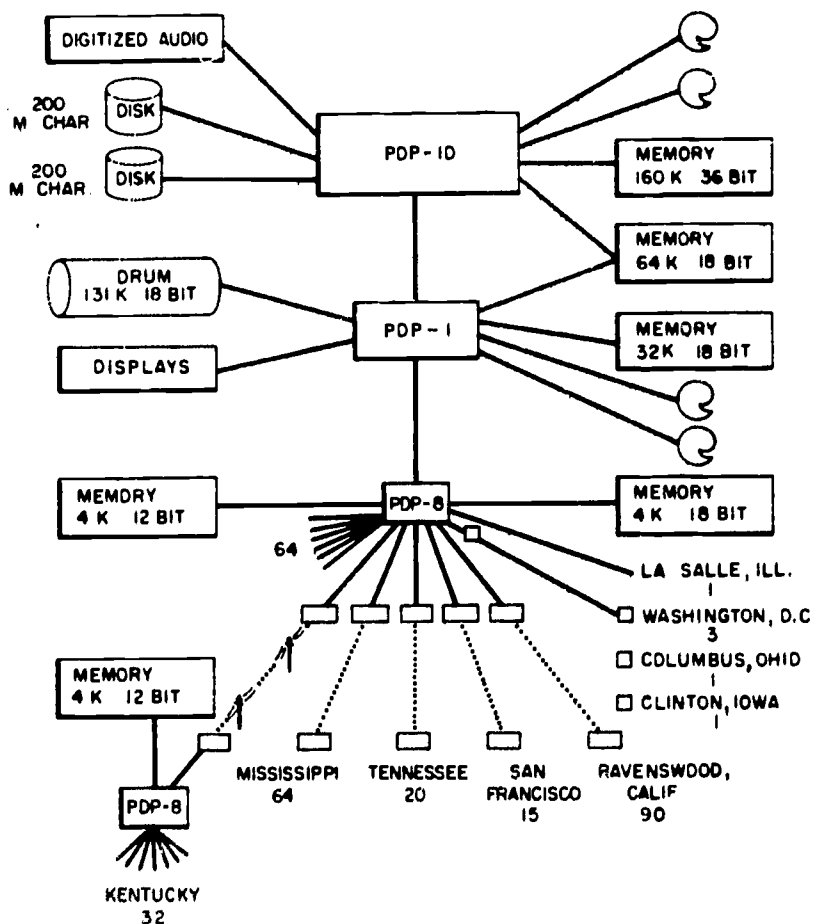 DIGITIZED AUDIO
200
M CHAR
DISK
200
M CHAR
DISK
PDP-10
MEMORY
160 K 36 BIT
MEMORY
64 K 18 BIT
DRUM
131 K 18 BIT
PDP-1
MEMORY
32K 18 BIT
DISPLAYS
MEMORY
4 K 12 BIT
PDP-8
MEMORY
4 K 18 BIT
64
LA SALLE, ILL.
1
WASHINGTON, D.C
3
COLUMBUS, OHIO
1
CLINTON, IOWA
1
MEMORY
4 K 12 BIT
MISSISSIPPI
64
TENNESSEE
20
SAN
FRANCISCO
15
RAVENSWOOD,
CALIF
90
PDP-8
KENTUCKY
32